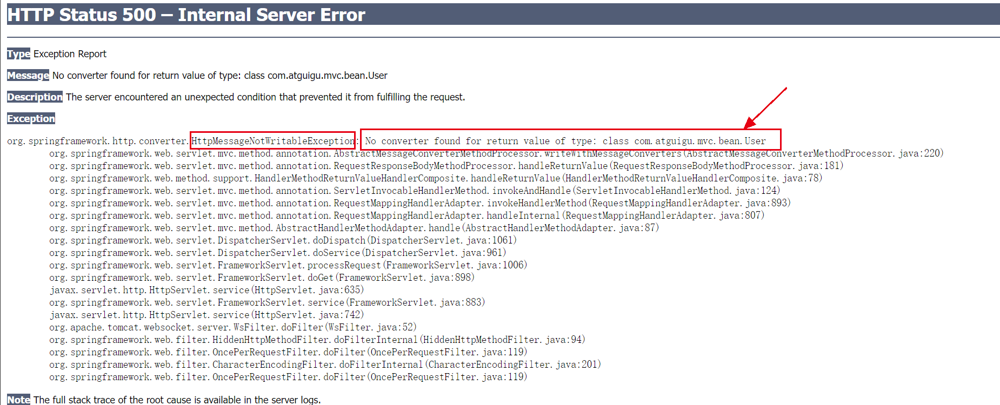 HTTP Status 500 – Internal Server Error
Type Exception Report
Message No converter found for return value of type: class com.atguigu.mvc.bean.User
Description The server encountered an unexpected condition that prevented it from fulfilling the request.
Exception
org.springframework.http.converter.HttpMessageNotWritableException: No converter found for return value of type: class com.atguigu.mvc.bean.User
org.springframework.web.servlet.mvc.method.annotation.AbstractMessageConverterMethodProcessor.writeWithMessageConverters(AbstractMessageConverterMethodProcessor.java:220)
org.springframework.web.servlet.mvc.method.annotation.RequestResponseBodyMethodProcessor.handleReturnValue(RequestResponseBodyMethodProcessor.java:181)
org.springframework.web.method.support.HandlerMethodReturnValueHandlerComposite.handleReturnValue(HandlerMethodReturnValueHandlerComposite.java:78)
org.springframework.web.servlet.mvc.method.annotation.ServletInvocableHandlerMethod.invokeAndHandle(ServletInvocableHandlerMethod.java:124)
org.springframework.web.servlet.mvc.method.annotation.RequestMappingHandlerAdapter.invokeHandlerMethod(RequestMappingHandlerAdapter.java:893)
org.springframework.web.servlet.mvc.method.annotation.RequestMappingHandlerAdapter.handleInternal(RequestMappingHandlerAdapter.java:807)
org.springframework.web.servlet.mvc.method.AbstractHandlerMethodAdapter.handle(AbstractHandlerMethodAdapter.java:87)
org.springframework.web.servlet.DispatcherServlet.doDispatch(DispatcherServlet.java:1061)
org.springframework.web.servlet.DispatcherServlet.doService(DispatcherServlet.java:961)
org.springframework.web.servlet.FrameworkServlet.processRequest(FrameworkServlet.java:1006)
org.springframework.web.servlet.FrameworkServlet.doGet(FrameworkServlet.java:898)
javax.servlet.http.HttpServlet.service(HttpServlet.java:635)
org.springframework.web.servlet.FrameworkServlet.service(FrameworkServlet.java:883)
javax.servlet.http.HttpServlet.service(HttpServlet.java:742)
org.apache.tomcat.websocket.server.WsFilter.doFilter(WsFilter.java:52)
org.springframework.web.filter.HiddenHttpMethodFilter.doFilterInternal(HiddenHttpMethodFilter.java:94)
org.springframework.web.filter.OncePerRequestFilter.doFilter(OncePerRequestFilter.java:119)
org.springframework.web.filter.CharacterEncodingFilter.doFilterInternal(CharacterEncodingFilter.java:201)
org.springframework.web.filter.OncePerRequestFilter.doFilter(OncePerRequestFilter.java:119)
Note The full stack trace of the root cause is available in the server logs.